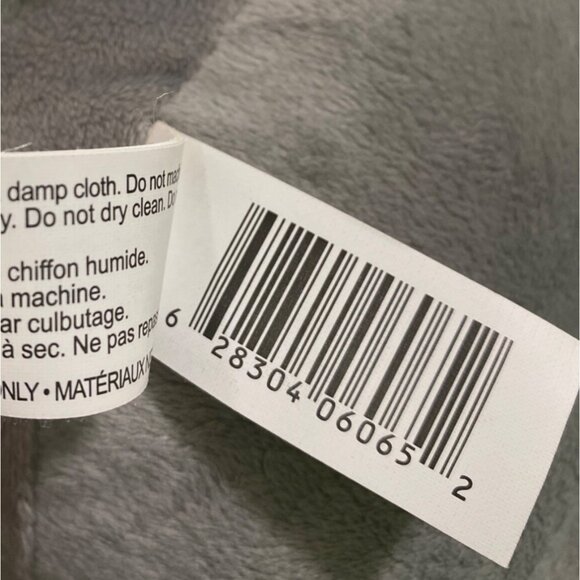 damp cloth. Do not
y. Do not dry clean.
chiffon humide.
machine.
ar culbutage.
à sec. Ne pas
ONLY • MATÉRIAUX
6 28304 06065 2